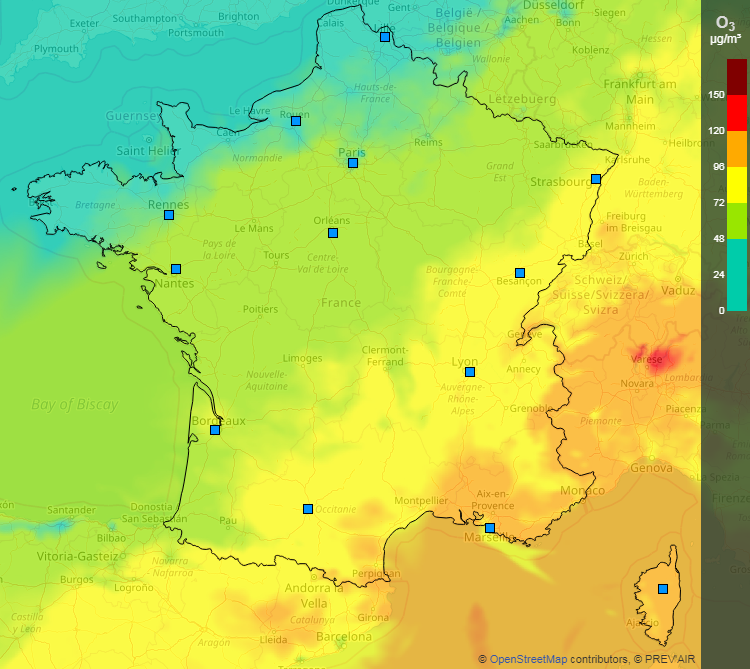 Dunkerque
Exeter
Southampton
Brighton
Portsmouth
Plymouth
Calais
Gent
Lille
België /
Belgique /
Belgien
Düsseldorf
Aachen
Siegen
Bonn
Koblenz
Hessen
Wallonie
Frankfurt am
Main
Hauts-de-
France
Lëtzebuerg
Mannheim
Guernsey
Le Havre
Rouen
Caen
Saint Helier
Normandie
Paris
Reims
Grand
Est
Saarbrücken
Karlsruhe
Heilbronn
Strasbourg
Baden-
Württemberg
Bretagne
Rennes
Le Mans
Orléans
Pays de
la Loire
Tours
Centre-
Val de Loire
Nantes
Freiburg
im Breisgau
Basel
Zürich
Bourgogne-
Franche-
Comté
Besançon
Schweiz/
Suisse/Svizzera/
Svizra
Vaduz
France
Poitiers
Genève
Limoges
Clermont-
Ferrand
Lyon
Annecy
Varese
Novara
Lombardia
Nouvelle-
Aquitaine
Auvergne-
Rhône-
Alpes
Grenoble
Piacenza
Piemonte
Parma
Bay of Biscay
Bordeaux
Genova
La Spezia
Firenze
Monaco
Aix-en-
Provence
Montpellier
Occitanie
Marseille
Santander
Donostia
San Sebastián
Pau
Bilbao
Vitoria-Gasteiz
Navarra
Nafarroa
Burgos
Logroño
Perpignan
Andorra la
Vella
Girona
Catalunya
Castilla
y León
Aragón
Lleida
Barcelona
Ajaccio
O3
µg/m³
150
120
96
72
48
24
0
© OpenStreetMap contributors, © PREV'AIR